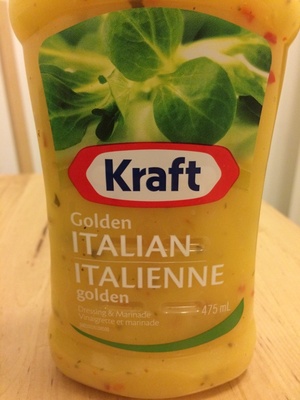 Kraft
Golden
ITALIAN-
ITALIENNE
golden
475 mL
Dressing & Marinade
Vinaigrette et marinade